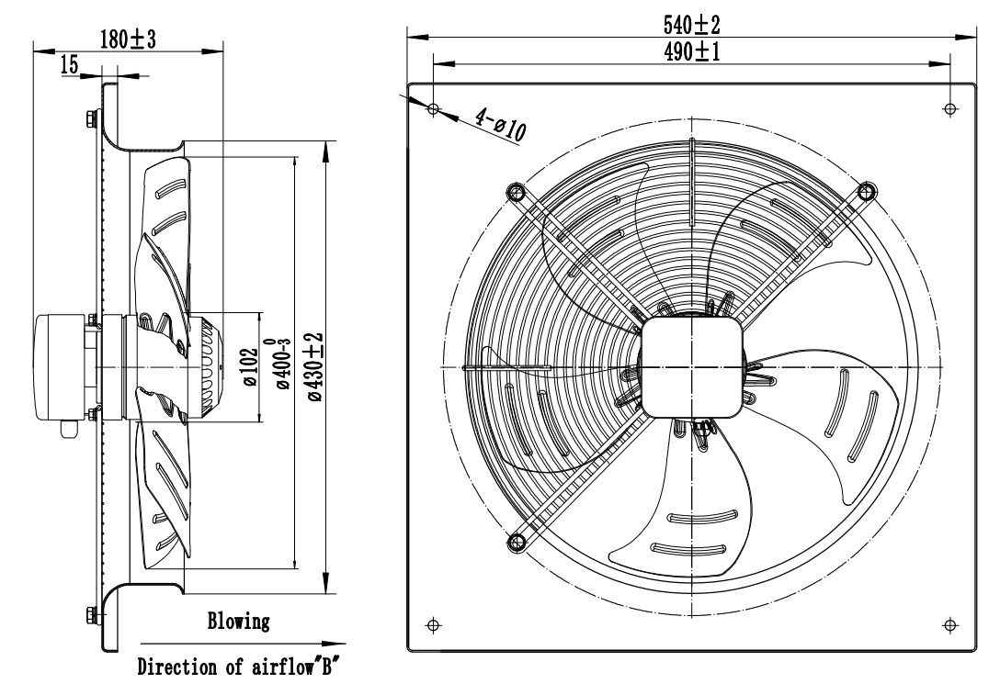 180±3
15
540±2
490±1
4-ø10
ø102
ø400 0 -3
ø430±2
Blowing
Direction of airflow"B"